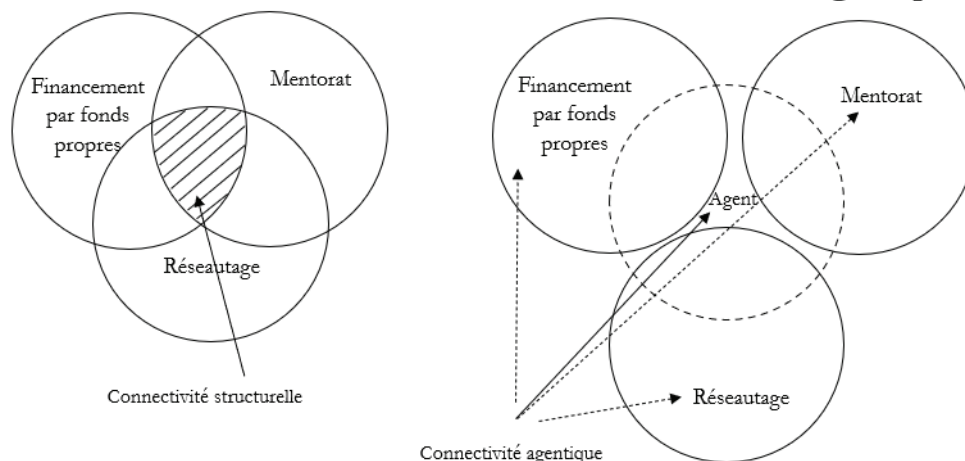 Financement
par fonds
propres
Mentorat
Réseautage
Connectivité structurelle
Financement
par fonds
propres
Mentorat
Agent
Réseautage
Connectivité agentique